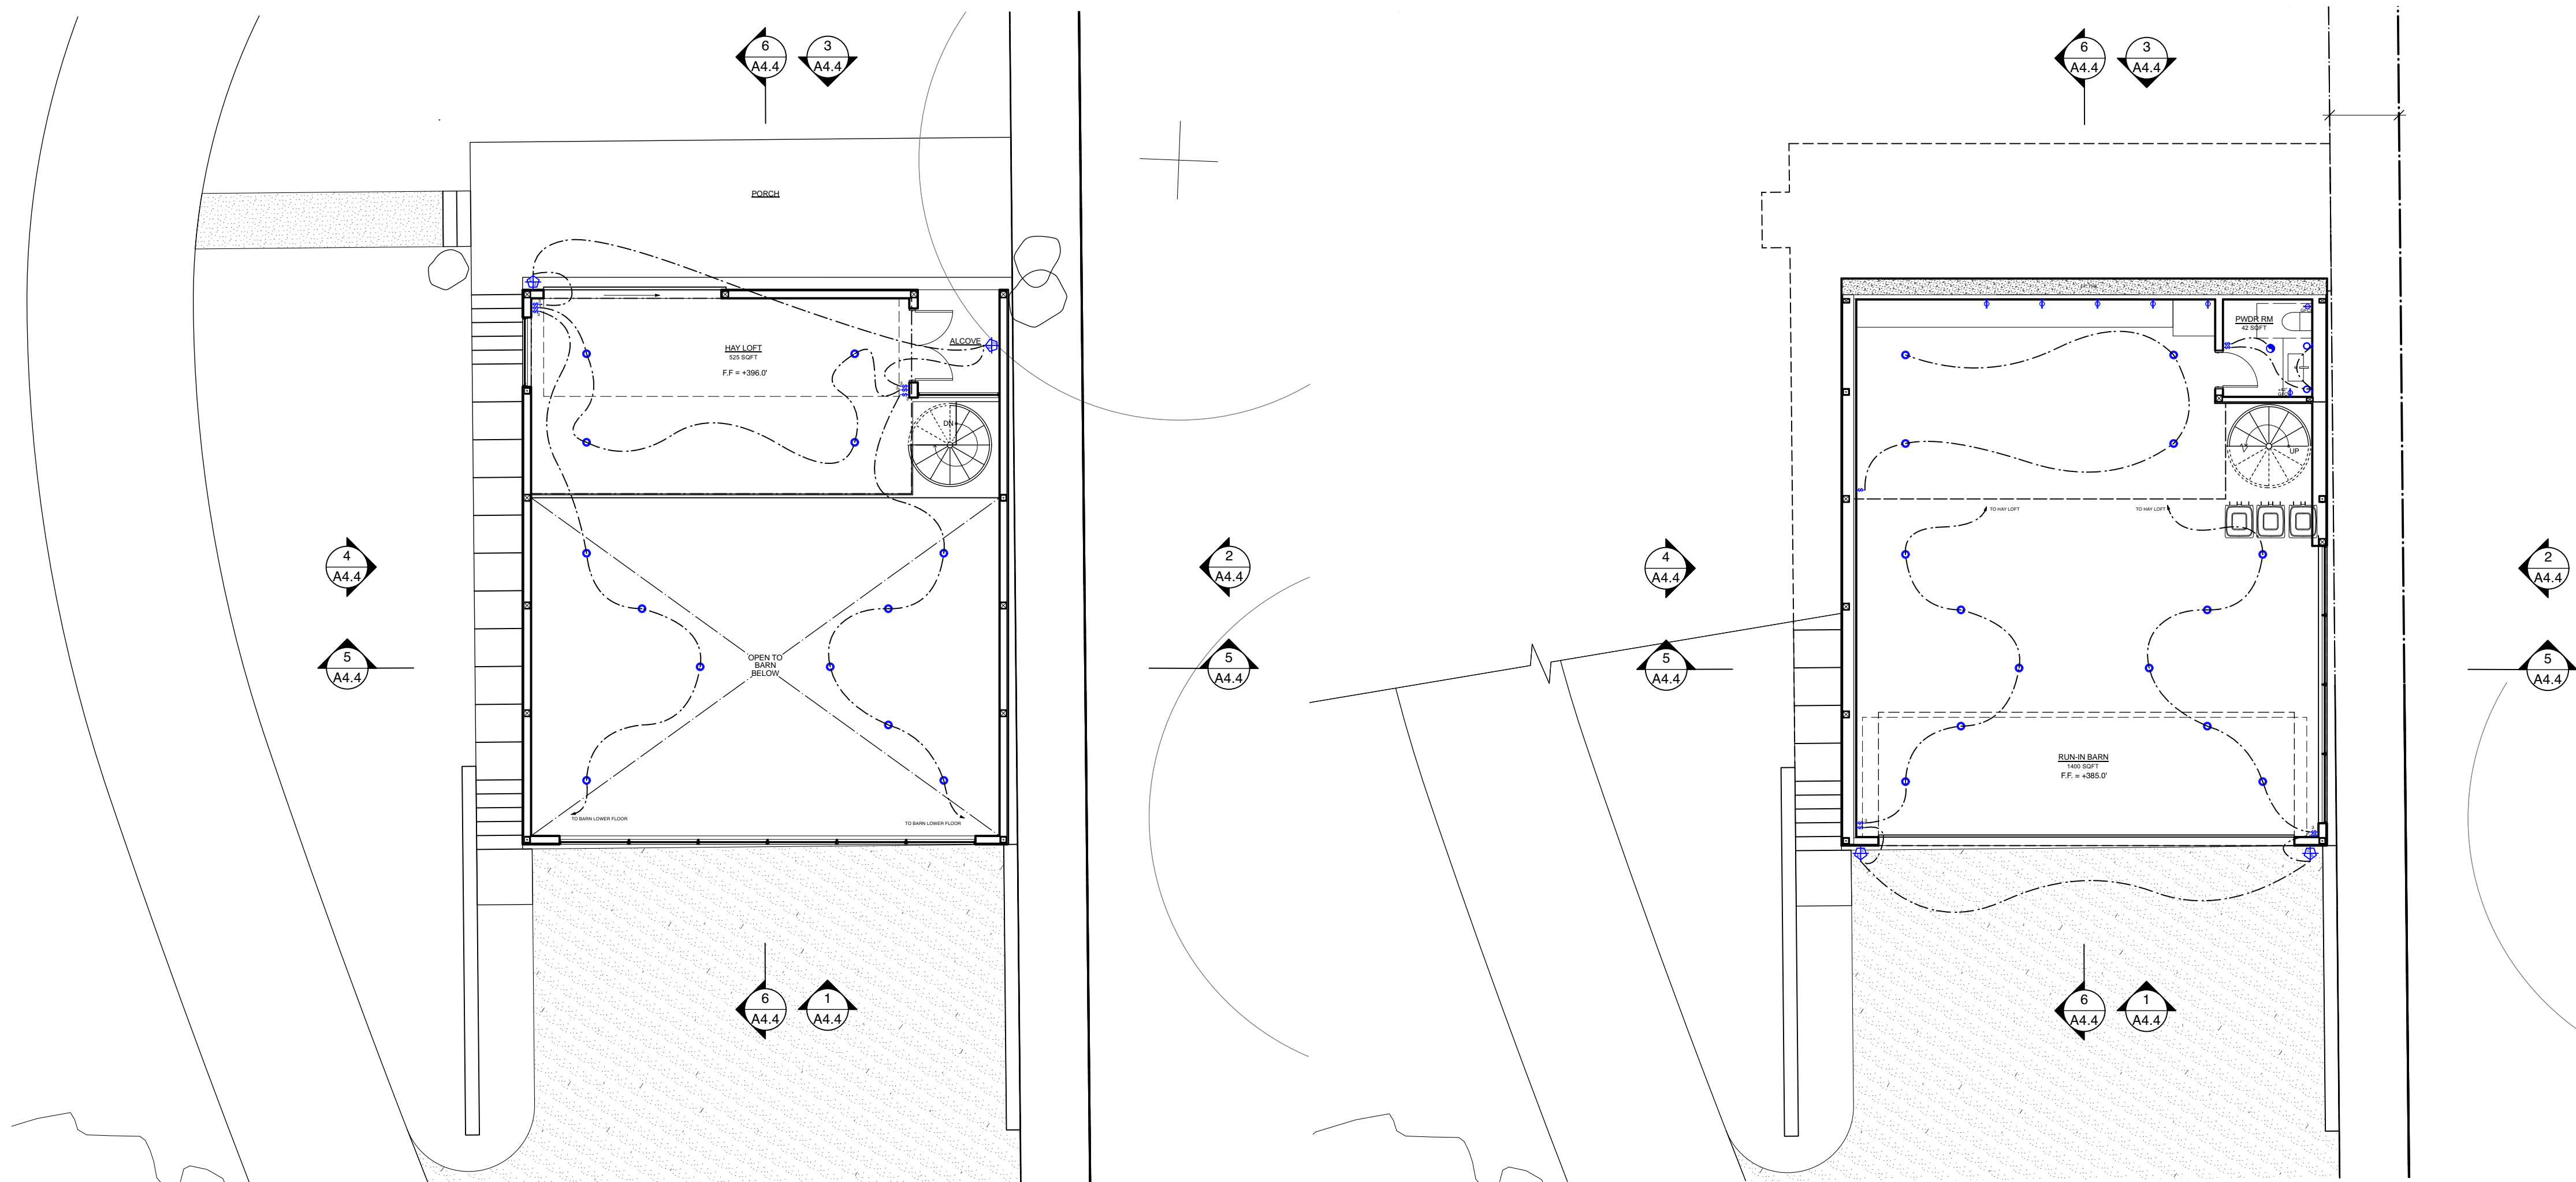 6
A4.4
3
A4.4
PORCH
HAY LOFT
525 SQFT
F.F = +396.0'
ALCOVE
DN
4
A4.4
2
A4.4
5
A4.4
5
A4.4
OPEN TO
BARN
BELOW
TO BARN LOWER FLOOR
TO BARN LOWER FLOOR
6
A4.4
1
A4.4
6
A4.4
3
A4.4
PWDR RM
42 SQFT
UP
TO HAY LOFT
TO HAY LOFT
4
A4.4
2
A4.4
5
A4.4
5
A4.4
RUN-IN BARN
1400 SQFT
F.F. = +385.0'
6
A4.4
1
A4.4